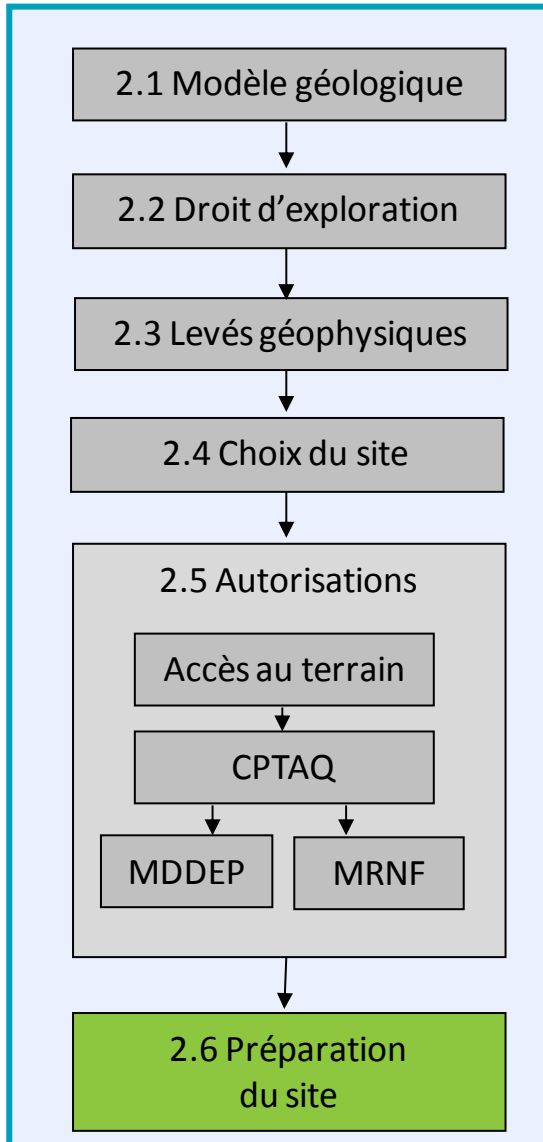 2.1 Modèle géologique
2.2 Droit d'exploration
2.3 Levés géophysiques
2.4 Choix du site
2.5 Autorisations
Accès au terrain
CPTAQ
MDDEP
MRNF
2.6 Préparation
du site